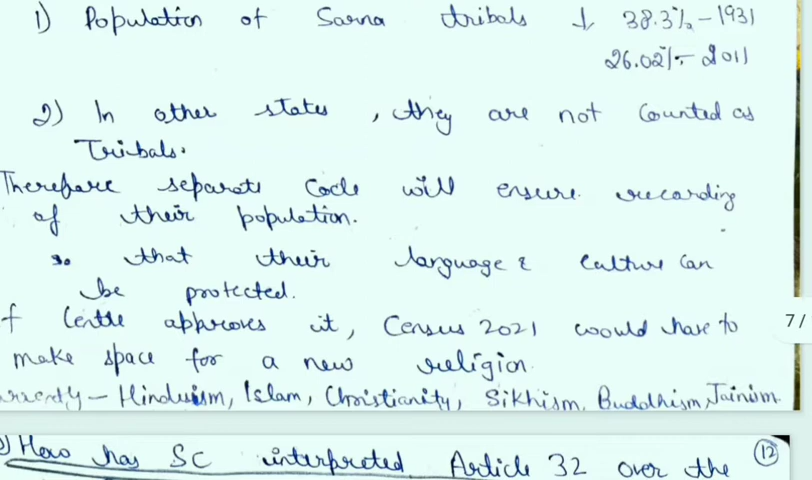 1) Population of Sarna tribals ↓ 38.3% - 1931
26.02% - 2011
2) In other states, they are not counted as
Tribals.
Therefore separate code will ensure recording
of their population.
so that their language & culture can
be protected.
f Centre approves it, Census 2021 would have to
make space for a new religion.
rrently - Hinduism, Islam, Christianity, Sikhism, Buddhism, Jainism.
7/
) How has SC interpreted Article 32 over the
12